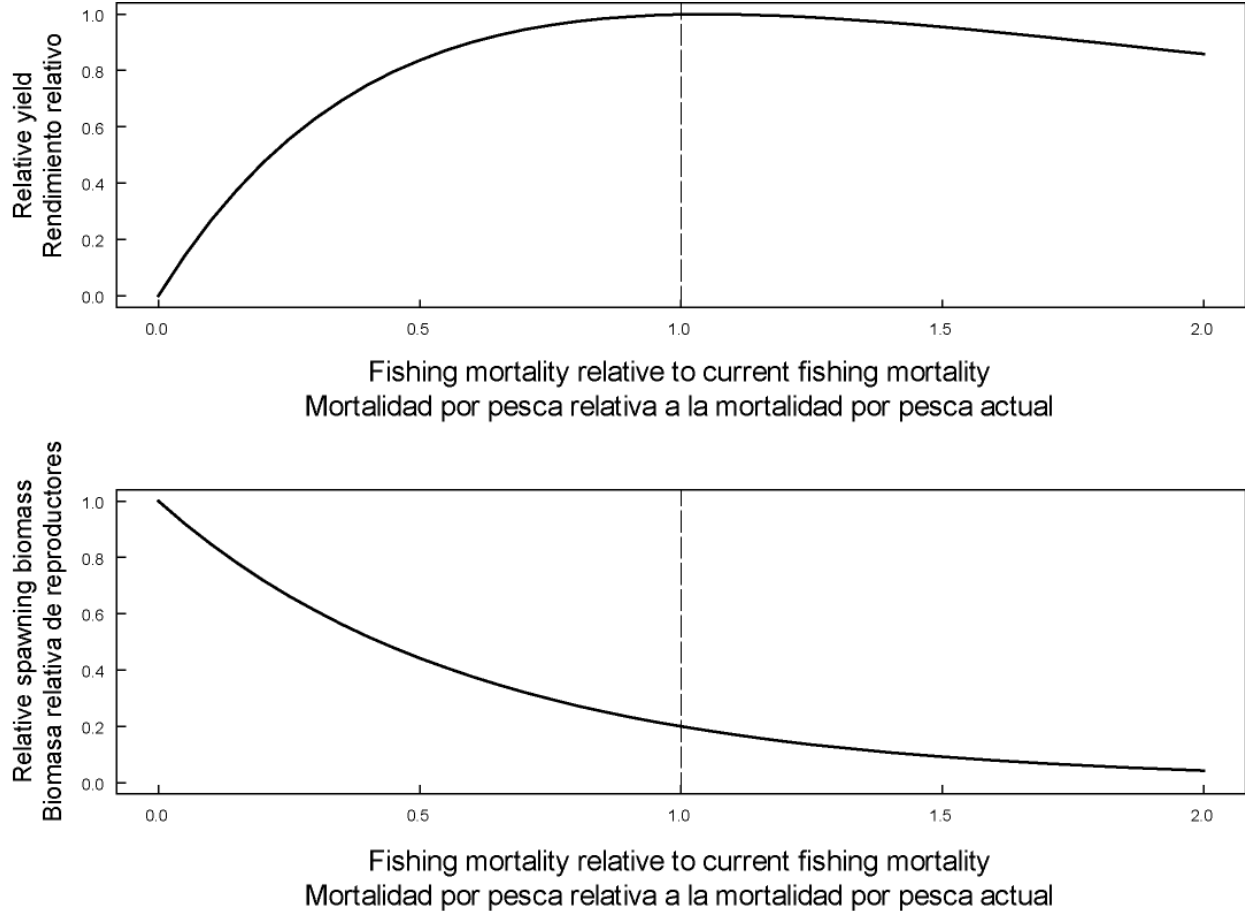 Relative yield
Rendimiento relativo
1.0
0.8
0.6
0.4
0.2
0.0
0.0 0.5 1.0 1.5 2.0
Fishing mortality relative to current fishing mortality
Mortalidad por pesca relativa a la mortalidad por pesca actual
Relative spawning biomass
Biomasa relativa de reproductores
1.0
0.8
0.6
0.4
0.2
0.0
0.0 0.5 1.0 1.5 2.0
Fishing mortality relative to current fishing mortality
Mortalidad por pesca relativa a la mortalidad por pesca actual